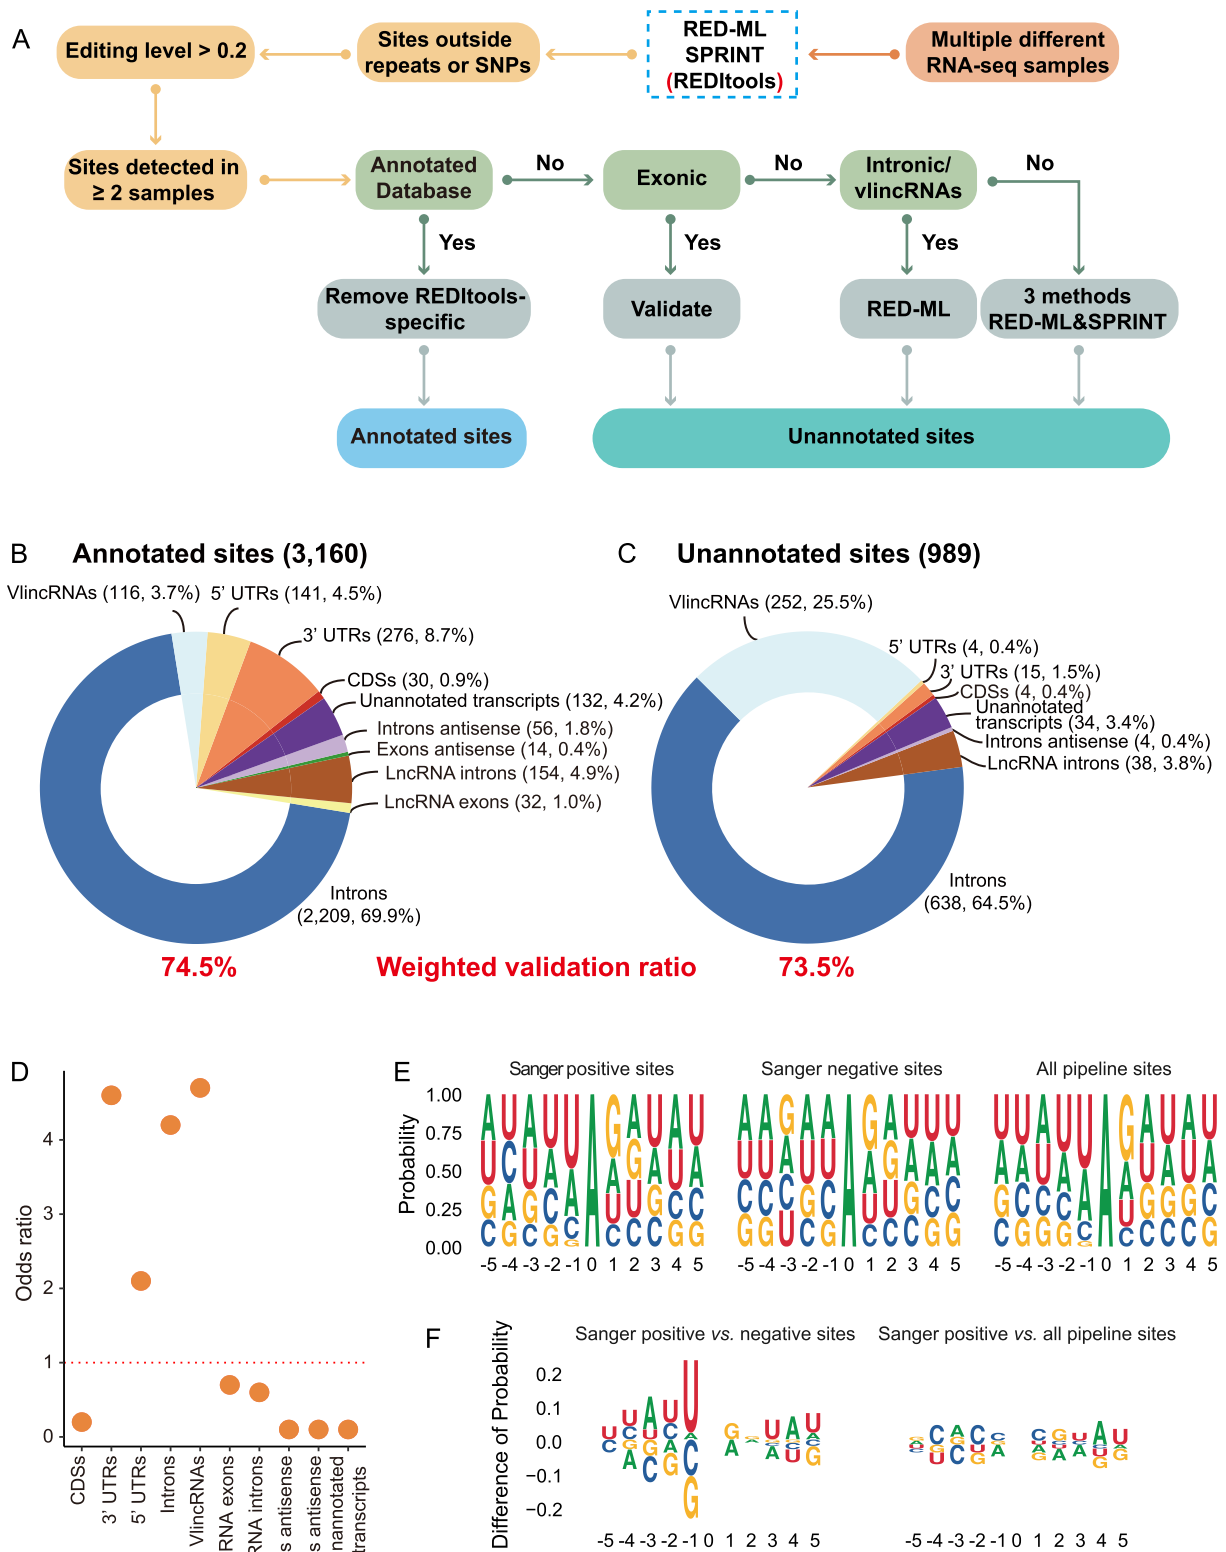 A
Editing level > 0.2
Sites outside
repeats or SNPs
RED-ML
SPRINT
(REDItools)
Multiple different
RNA-seq samples
Sites detected in
≥ 2 samples
Annotated
Database
No
Exonic
No
Intronic/
vlincRNAs
No
Yes
Yes
Yes
Remove REDItools-
specific
Validate
RED-ML
3 methods
RED-ML&SPRINT
Annotated sites
Unannotated sites
B
Annotated sites (3,160)
VlincRNAs (116, 3.7%)
5' UTRs (141, 4.5%)
3' UTRs (276, 8.7%)
CDSs (30, 0.9%)
Unannotated transcripts (132, 4.2%)
Introns antisense (56, 1.8%)
Exons antisense (14, 0.4%)
LncRNA introns (154, 4.9%)
LncRNA exons (32, 1.0%)
Introns
(2,209, 69.9%)
74.5%
Weighted validation ratio
C
Unannotated sites (989)
VlincRNAs (252, 25.5%)
5' UTRs (4, 0.4%)
3' UTRs (15, 1.5%)
CDSs (4, 0.4%)
Unannotated
transcripts (34, 3.4%)
Introns antisense (4, 0.4%)
LncRNA introns (38, 3.8%)
Introns
(638, 64.5%)
73.5%
D
Odds ratio
4
3
2
1
0
CDSs
3' UTRs
5' UTRs
Introns
VlincRNAs
RNA exons
RNA introns
s antisense
s antisense
nannotated
transcripts
E
Sanger positive sites
Sanger negative sites
All pipeline sites
Probability
1.00
0.75
0.50
0.25
0.00
-5 -4 -3 -2 -1 0 1 2 3 4 5
-5 -4 -3 -2 -1 0 1 2 3 4 5
-5 -4 -3 -2 -1 0 1 2 3 4 5
F
Sanger positive vs. negative sites
Sanger positive vs. all pipeline sites
Difference of Probability
0.2
0.1
0.0
−0.1
−0.2
-5 -4 -3 -2 -1 0 1 2 3 4 5
-5 -4 -3 -2 -1 0 1 2 3 4 5